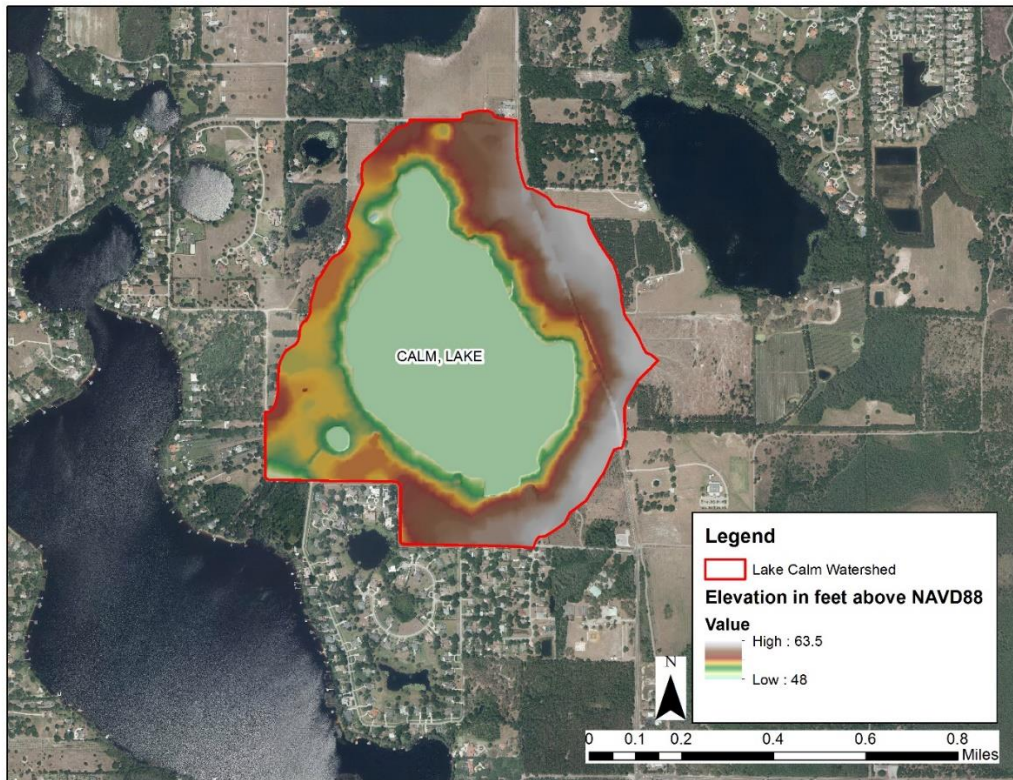 CALM, LAKE
Legend
Lake Calm Watershed
Elevation in feet above NAVD88
Value
High : 63.5
Low : 48
N
0 0.1 0.2 0.4 0.6 0.8
Miles